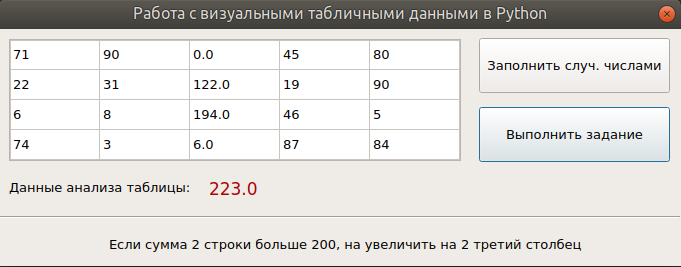 Работа с визуальными табличными данными в Python
71 90 0.0 45 80
Заполнить случ. числами
22 31 122.0 19 90
6 8 194.0 46 5
Выполнить задание
74 3 6.0 87 84
Данные анализа таблицы: 223.0
Если сумма 2 строки больше 200, на увеличить на 2 третий столбец